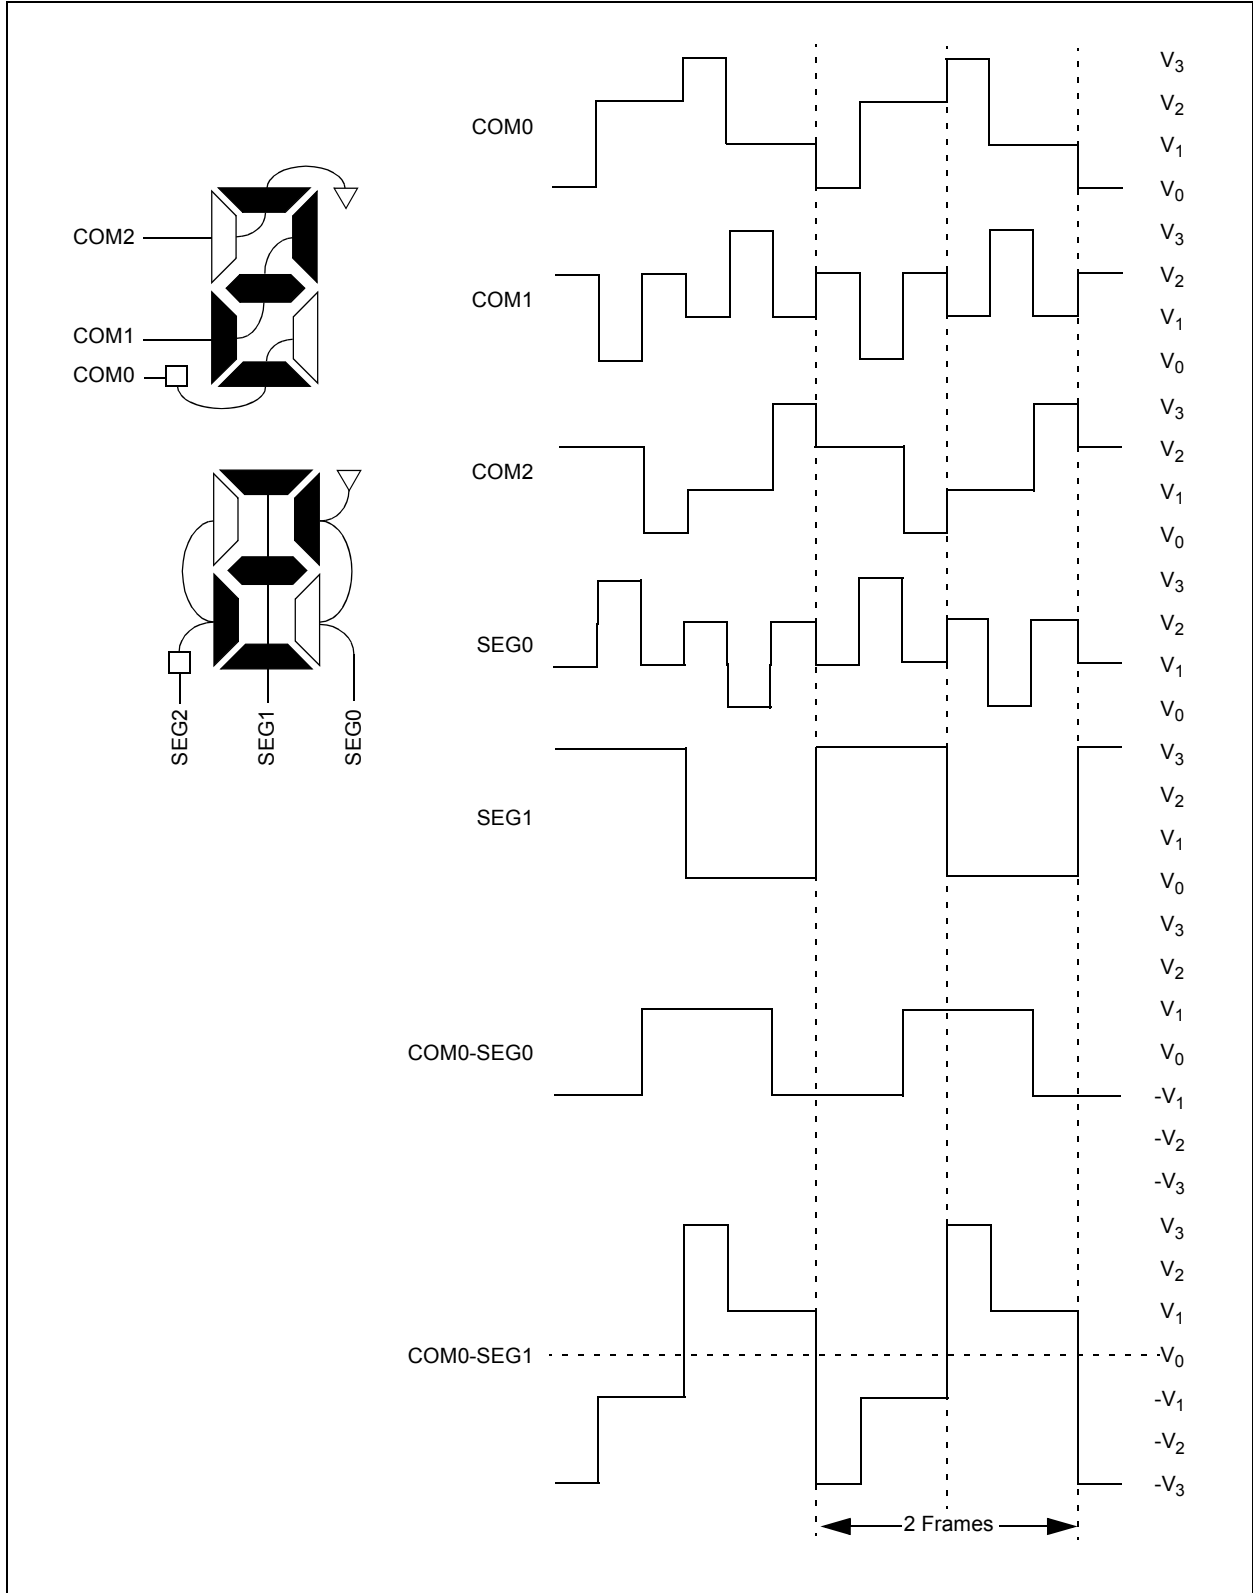 V3
V2
COM0
V1
V0
COM2
V3
V2
COM1
COM1
V1
V0
COM0
V3
V2
COM2
V1
V0
V3
V2
SEG0
V1
V0
SEG2
SEG1
SEG0
V3
V2
SEG1
V1
V0
V3
V2
V1
COM0-SEG0
V0
-V1
-V2
-V3
V3
V2
V1
COM0-SEG1
V0
-V1
-V2
-V3
2 Frames